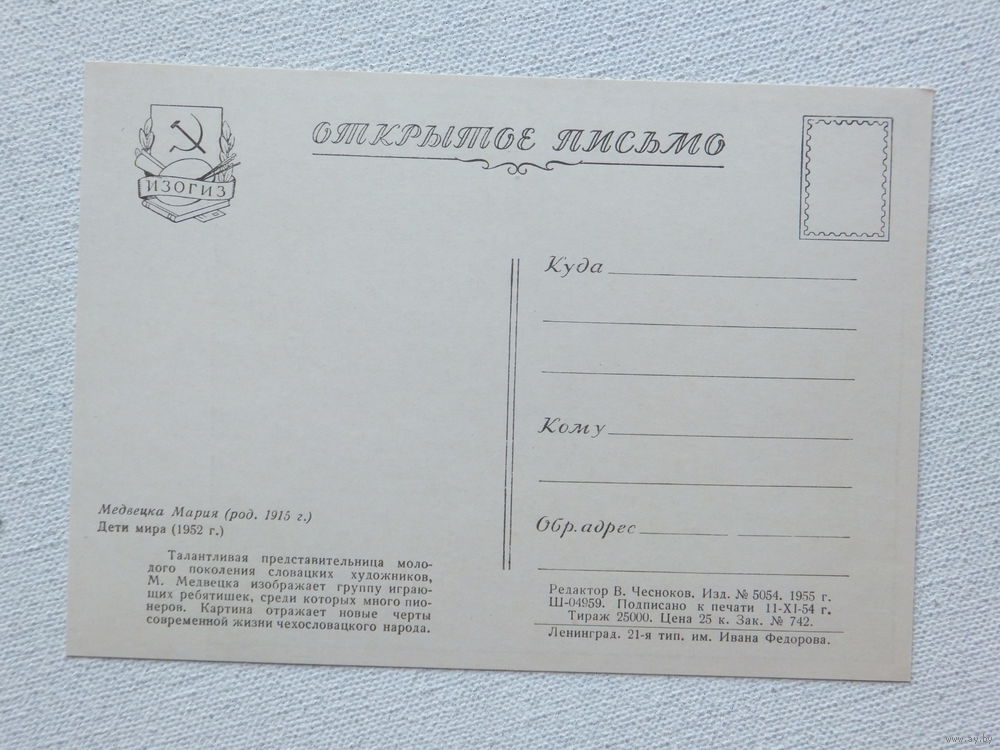 ИЗОГИЗ
ОТКРЫТОЕ ПИСЬМО
Куда
Кому
Обр. адрес
Медвецка Мария (род. 1915 г.)
Дети мира (1952 г.)
Талантливая представительница моло-
дого поколения словацких художников,
М. Медвецка изображает группу играю-
щих ребятишек, среди которых много пио-
неров. Картина отражает новые черты
современной жизни чехословацкого народа.
Редактор В. Чесноков. Изд. № 5054. 1955 г.
Ш-04959. Подписано к печати 11-XI-54 г.
Тираж 25000. Цена 25 к. Зак. № 742.
Ленинград. 21-я тип. им. Ивана Федорова.
www.ay.by